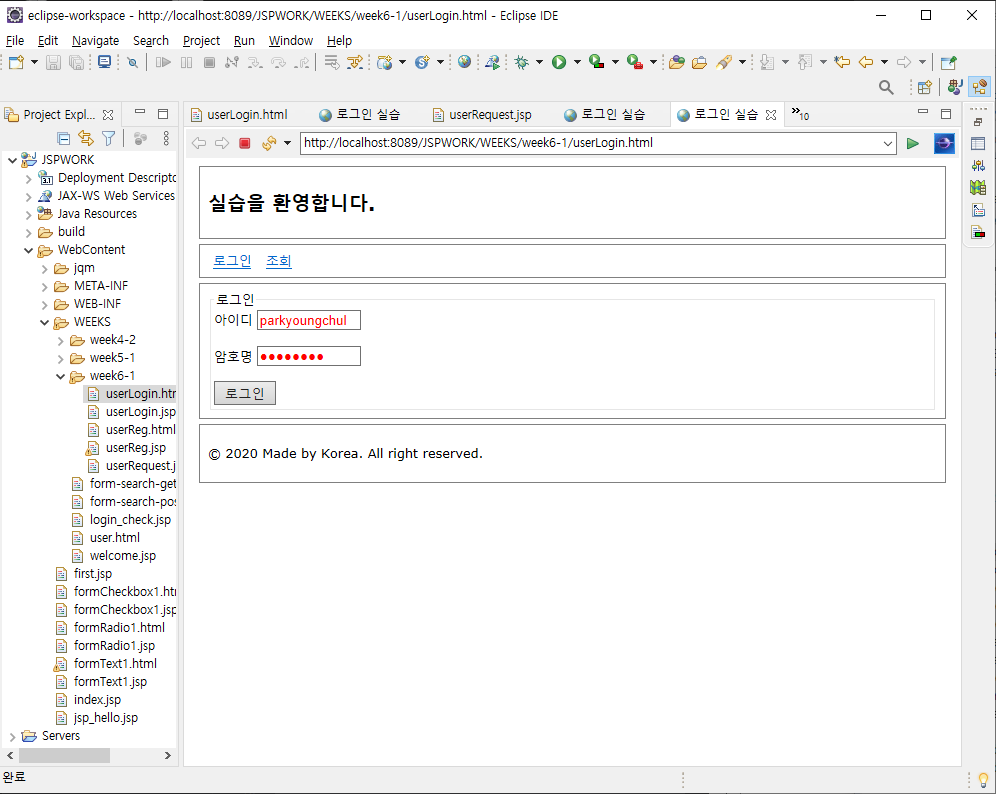 eclipse-workspace - http://localhost:8089/JSPWORK/WEEKS/week6-1/userLogin.html - Eclipse IDE
File Edit Navigate Search Project Run Window Help
Project Expl...
userLogin.html 로그인 실습 userRequest.jsp 로그인 실습 로그인 실습 »10
http://localhost:8089/JSPWORK/WEEKS/week6-1/userLogin.html
JSPWORK
Deployment Descripto
JAX-WS Web Services
Java Resources
build
WebContent
jqm
META-INF
WEB-INF
WEEKS
week4-2
week5-1
week6-1
userLogin.htm
userLogin.jsp
userReg.html
userReg.jsp
userRequest.j
form-search-get
form-search-pos
login_check.jsp
user.html
welcome.jsp
first.jsp
formCheckbox1.htm
formCheckbox1.jsp
formRadio1.html
formRadio1.jsp
formText1.html
formText1.jsp
index.jsp
jsp_hello.jsp
Servers
실습을 환영합니다.
로그인 조회
로그인
아이디 parkyoungchul
암호명 ●●●●●●●●
로그인
© 2020 Made by Korea. All right reserved.
완료